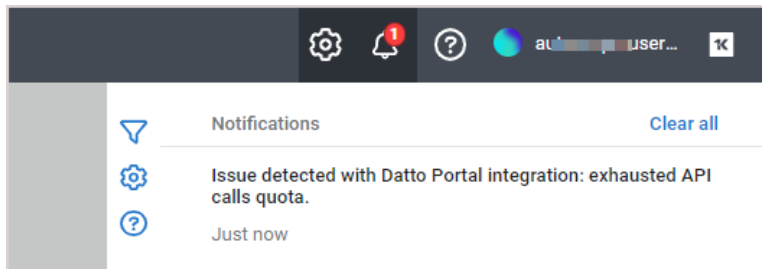 1
Notifications
Clear all
Issue detected with Datto Portal integration: exhausted API
calls quota.
Just now